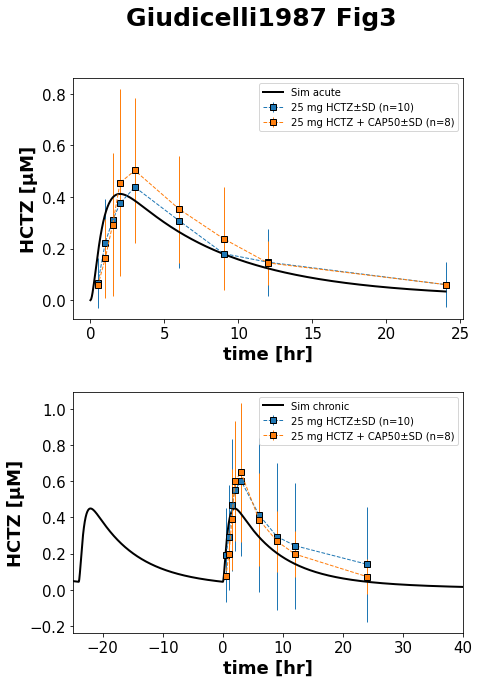 Giudicelli1987 Fig3
HCTZ [µM]
0.8
0.6
0.4
0.2
0.0
Sim acute
25 mg HCTZ±SD (n=10)
25 mg HCTZ + CAP50±SD (n=8)
0 5 10 15 20 25
time [hr]
HCTZ [µM]
1.0
0.8
0.6
0.4
0.2
0.0
−0.2
Sim chronic
25 mg HCTZ±SD (n=10)
25 mg HCTZ + CAP50±SD (n=8)
−20 −10 0 10 20 30 40
time [hr]